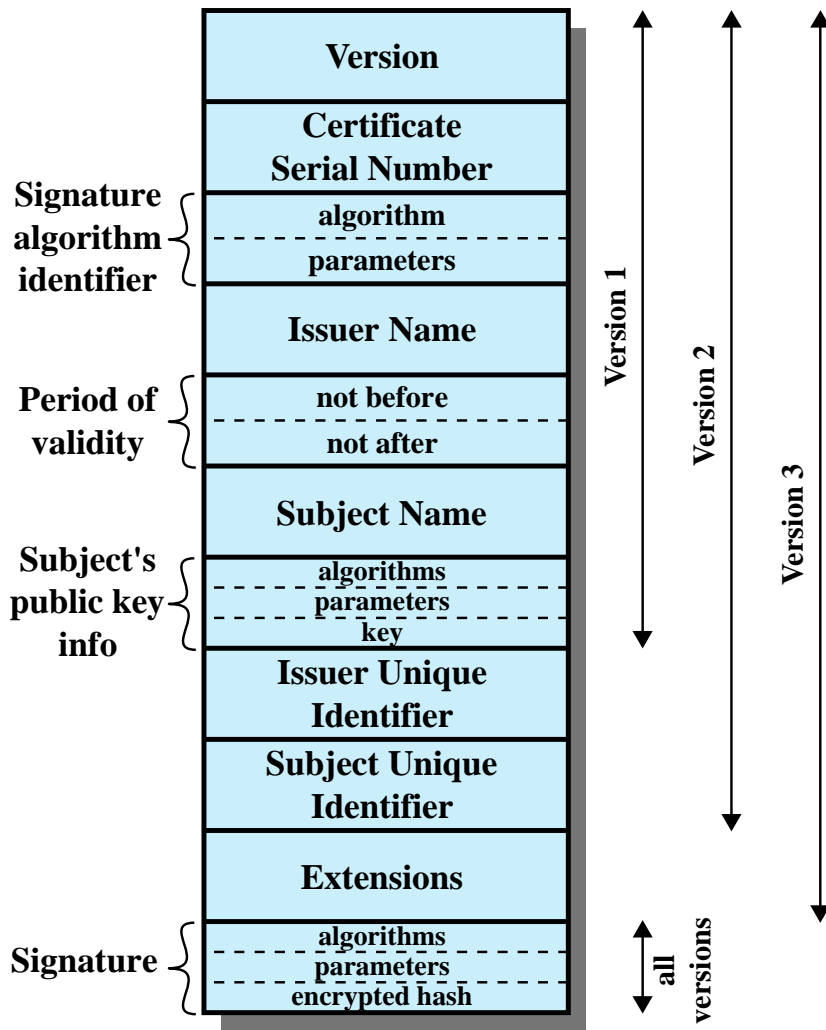 Version
Certificate
Serial Number
Signature
algorithm
identifier
algorithm
parameters
Issuer Name
Period of
validity
not before
not after
Subject Name
Subject's
public key
info
algorithms
parameters
key
Issuer Unique
Identifier
Subject Unique
Identifier
Extensions
Signature
algorithms
parameters
encrypted hash
Version 1
Version 2
Version 3
all
versions